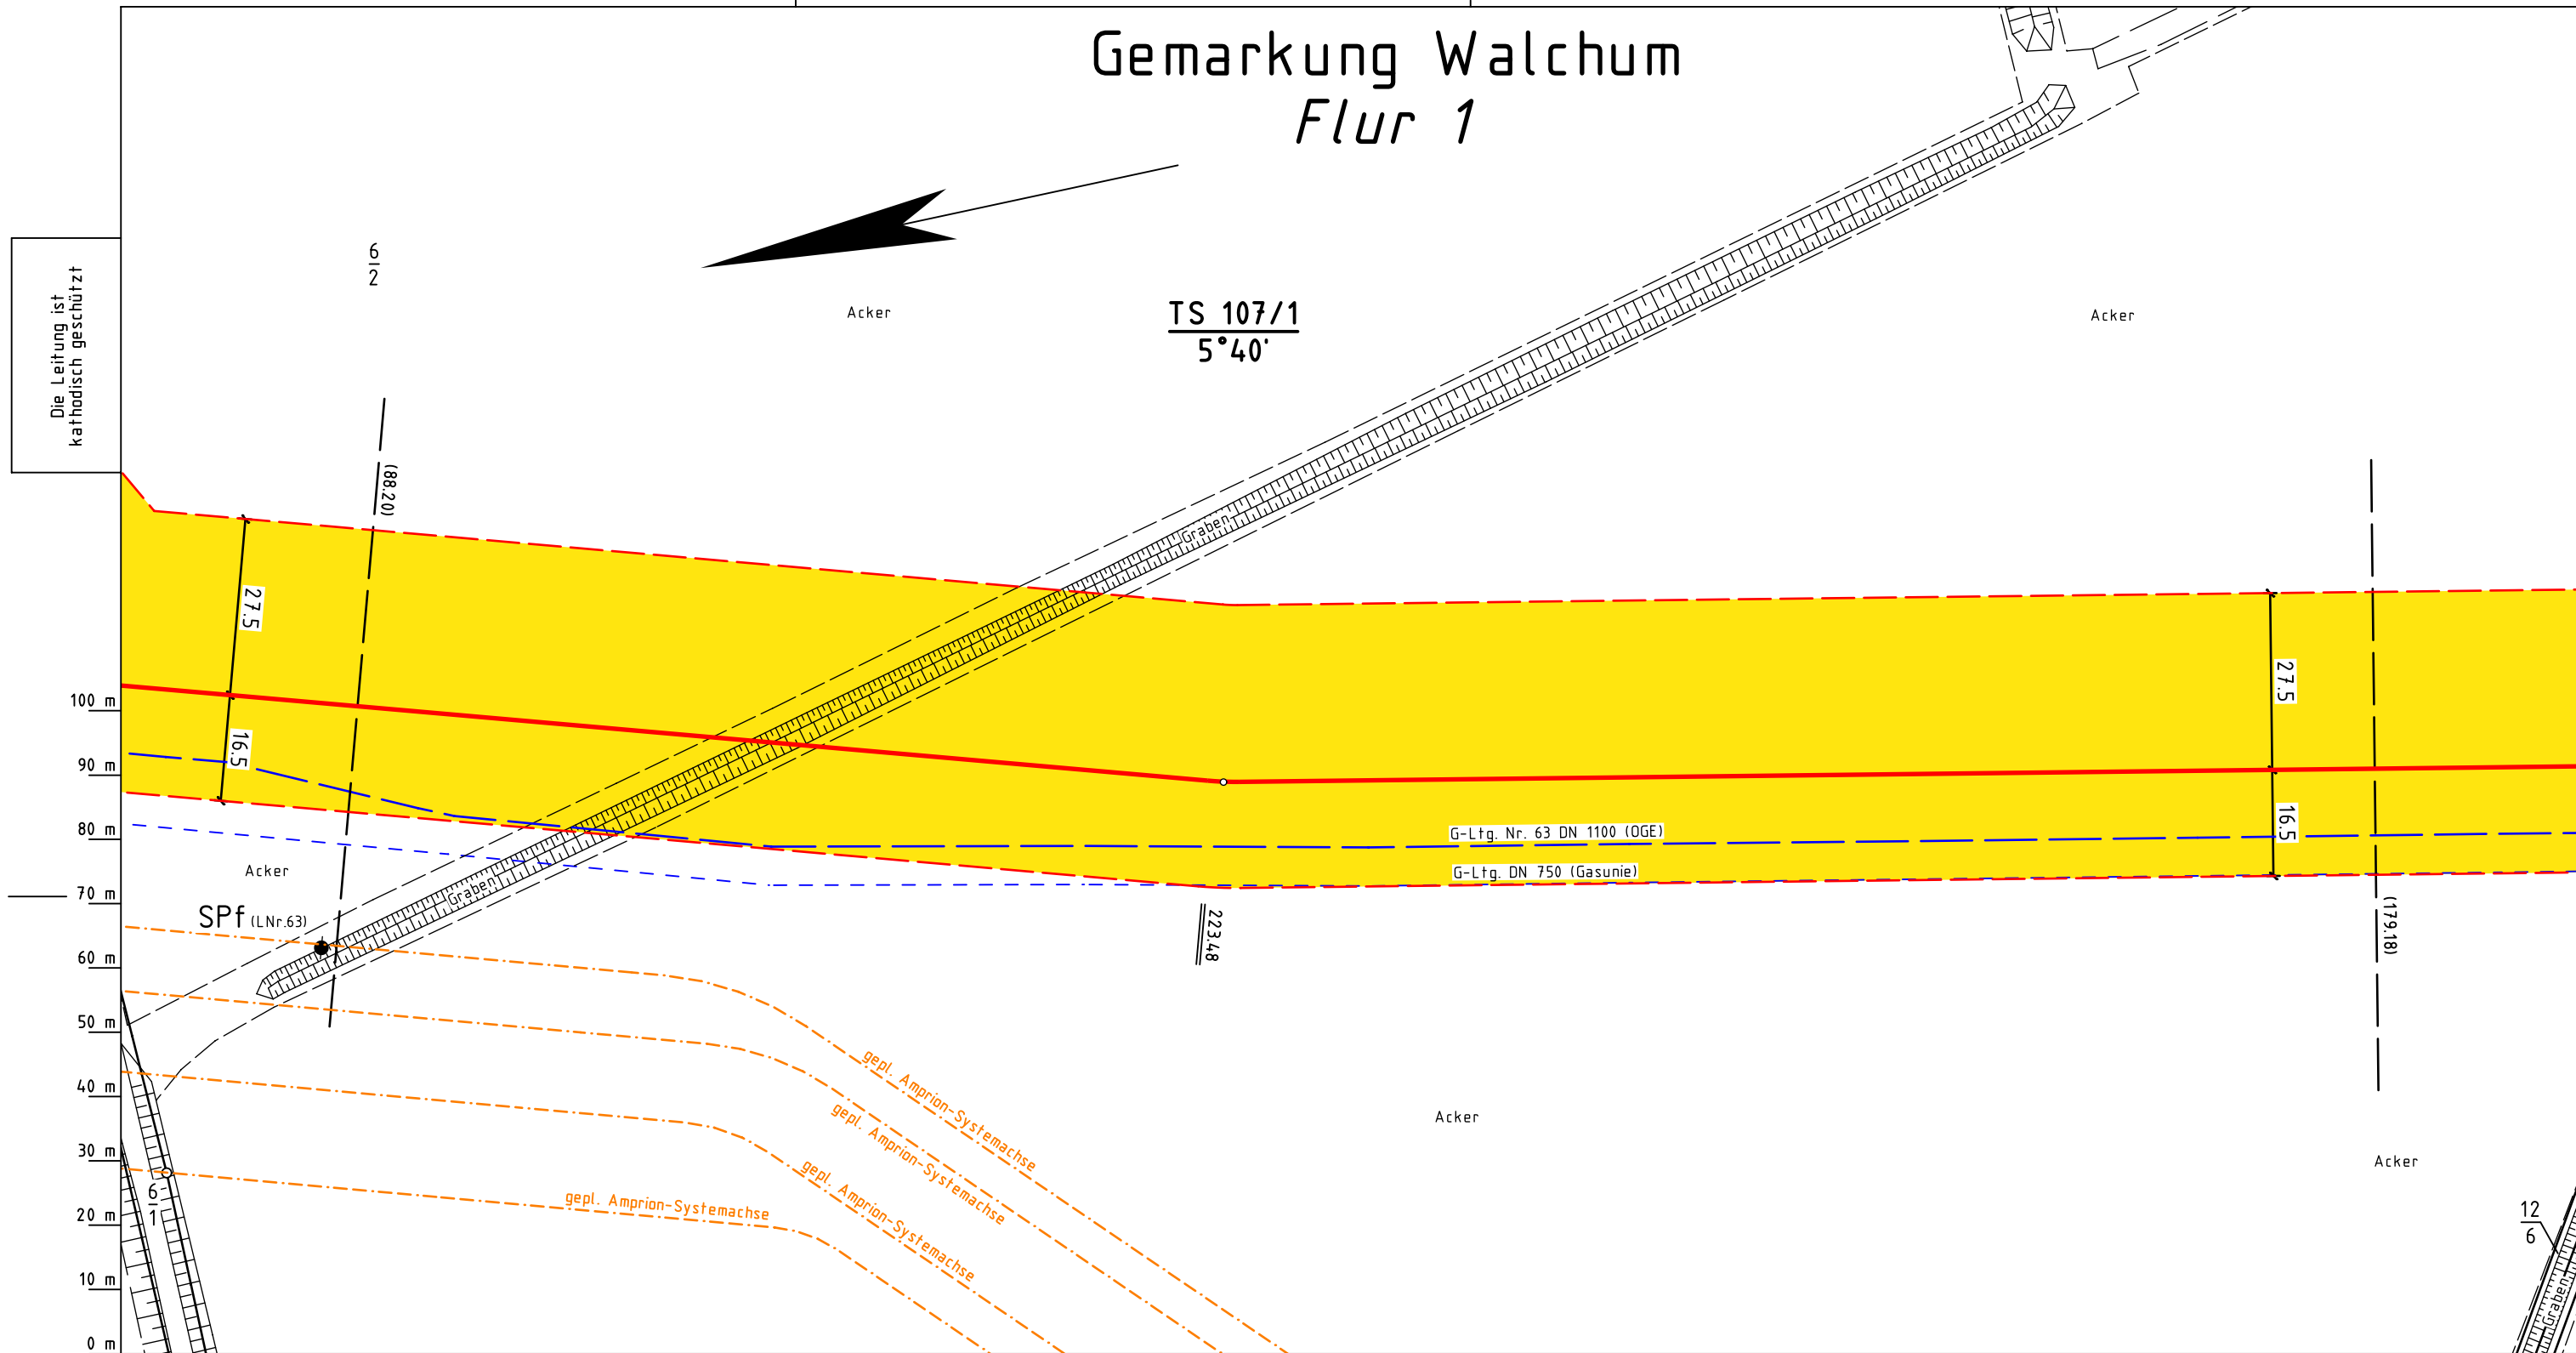 Gemarkung Walchum
Flur 1
6
2
Die Leitung ist
kathodisch geschützt
Acker
TS 107/1
5°40'
Acker
(88.20)
Graben
27.5
27.5
100 m
16.5
90 m
16.5
80 m
G-Ltg. Nr. 63 DN 1100 (OGE)
G-Ltg. DN 750 (Gasunie)
Acker
Graben
70 m
SPf (LNr.63)
223.48
(179.18)
60 m
50 m
40 m
gepl. Amprion-Systemachse
gepl. Amprion-Systemachse
Acker
30 m
gepl. Amprion-Systemachse
Acker
6
1
gepl. Amprion-Systemachse
20 m
12
6
10 m
Graben
0 m